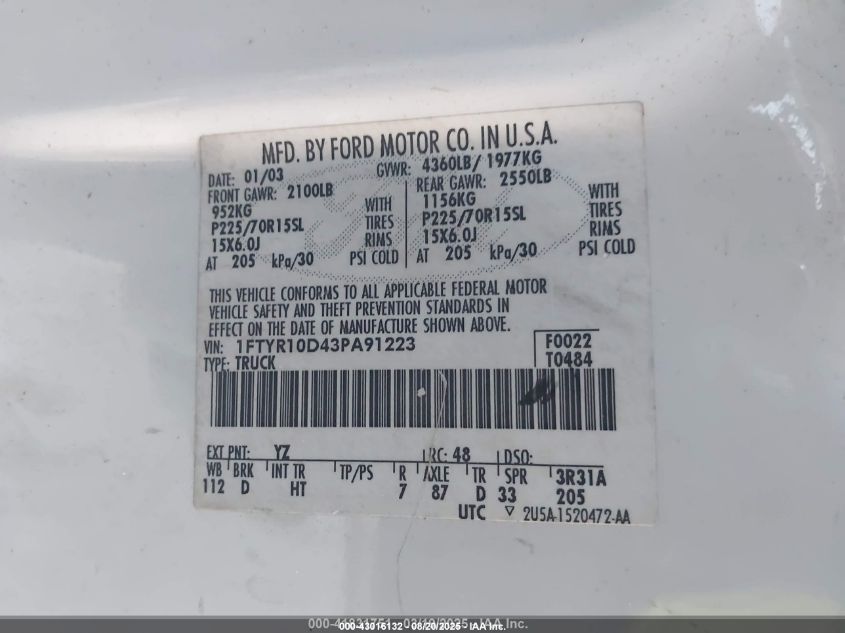 MFD. BY FORD MOTOR CO. IN U.S.A.
DATE: 01/03 GVWR: 4360LB/ 1977KG
FRONT GAWR: 2100LB REAR GAWR: 2550LB
952KG WITH 1156KG WITH
P225/70R15SL TIRES P225/70R15SL TIRES
15X6.0J RIMS 15X6.0J RIMS
AT 205 kPa/30 PSI COLD AT 205 kPa/30 PSI COLD
THIS VEHICLE CONFORMS TO ALL APPLICABLE FEDERAL MOTOR
VEHICLE SAFETY AND THEFT PREVENTION STANDARDS IN
EFFECT ON THE DATE OF MANUFACTURE SHOWN ABOVE.
VIN: 1FTYR10D43PA91223 F0022
TYPE: TRUCK T0484
EXT PNT: YZ RC: 48 DSO:
WB BRK INT TR TP/PS R AXLE TR SPR 3R31A
112 D HT 7 87 D 33 205
UTC ▽ 2U5A-1520472-AA
000-43016132 08/20/2025 IAA Inc.